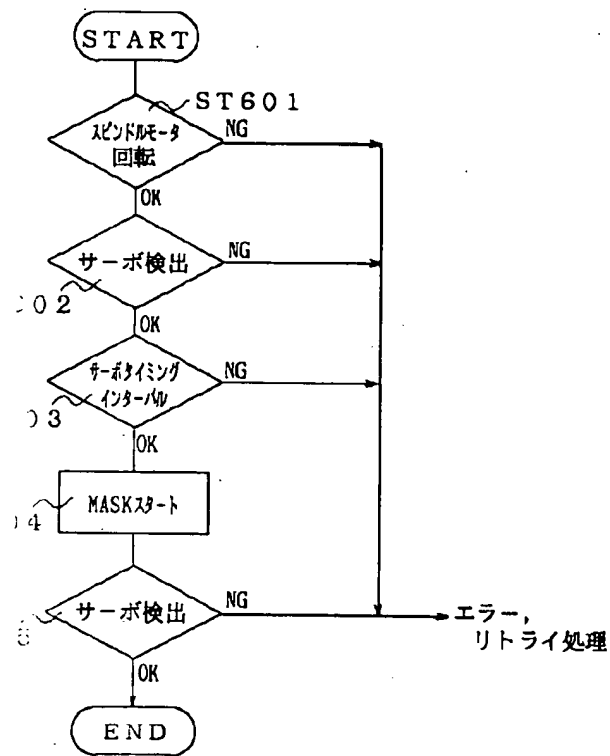 START
ST601
スピンドルモータ
回転
NG
OK
サーボ検出
NG
02
OK
サーボタイミング
インターバル
NG
03
OK
MASKスタート
04
サーボ検出
NG
エラー,
リトライ処理
OK
END